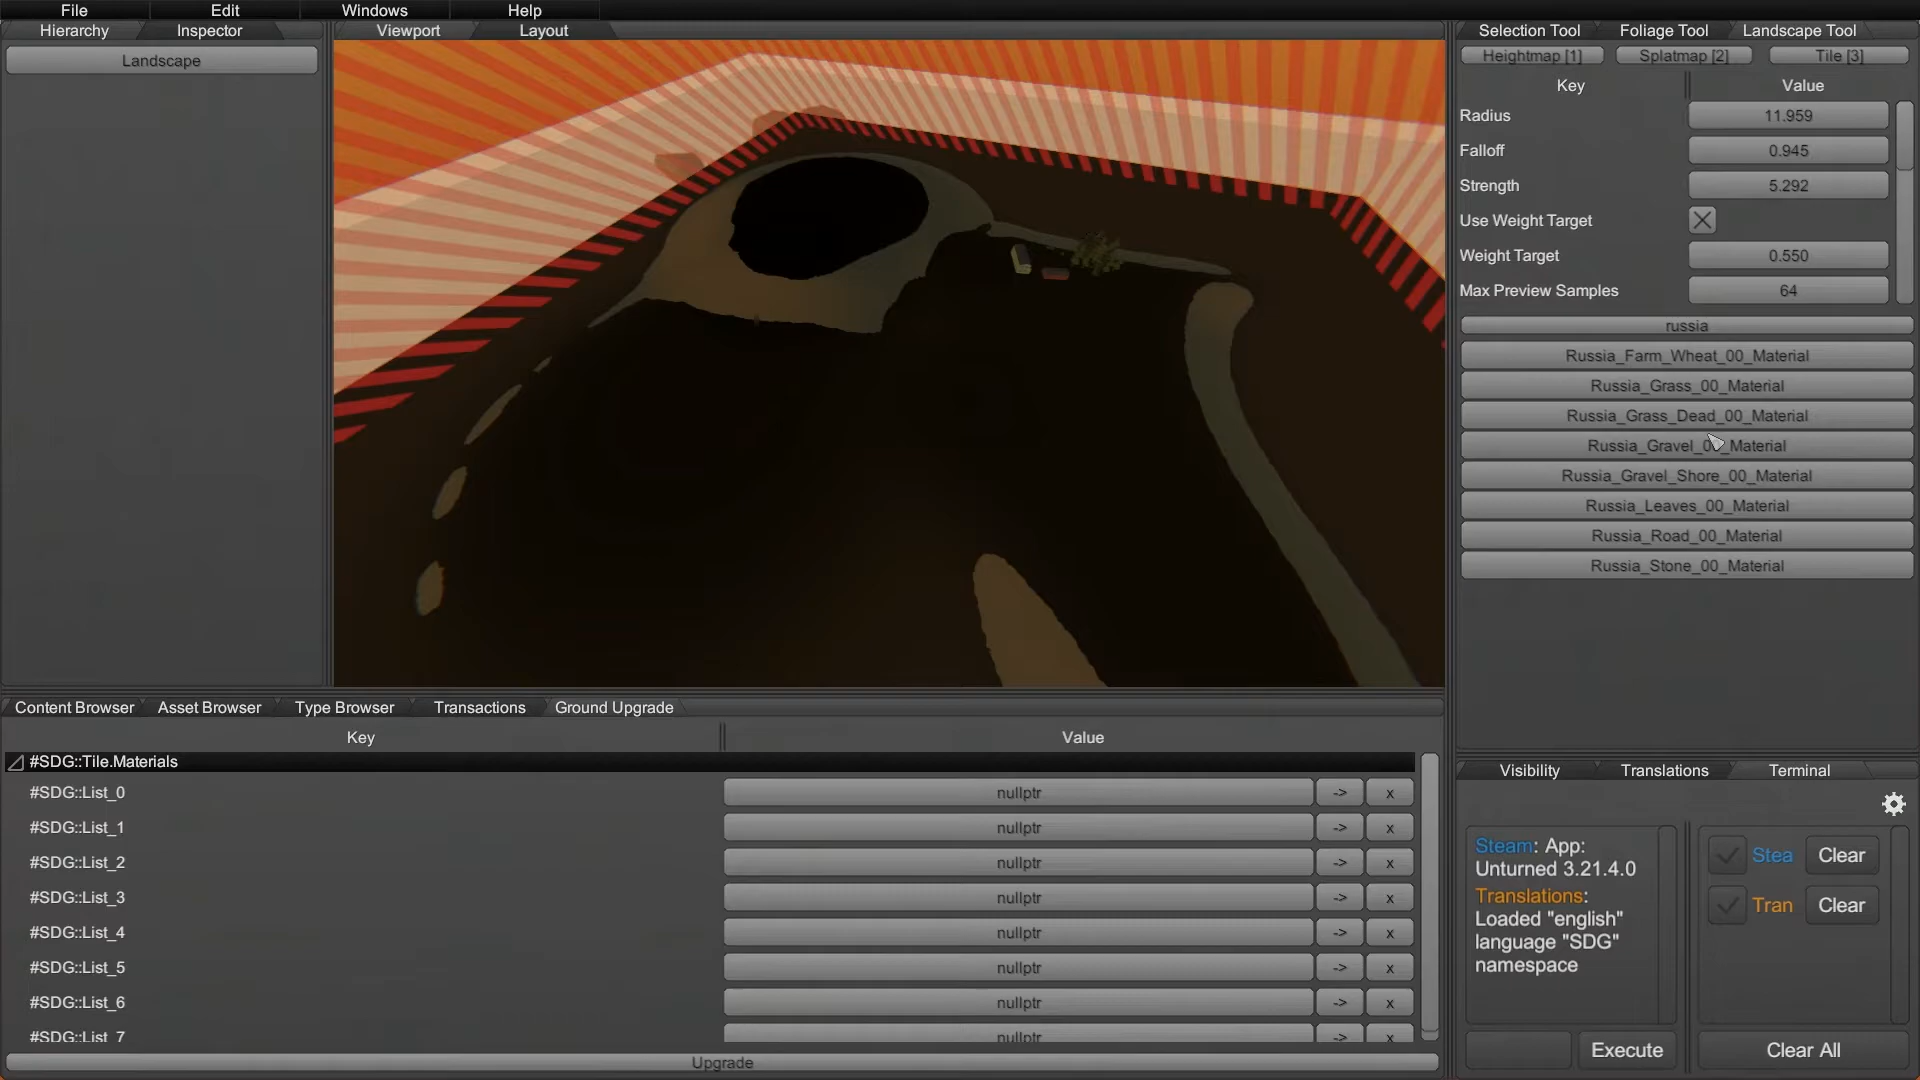 File Edit Windows Help
Hierarchy Inspector Viewport Layout Selection Tool Foliage Tool Landscape Tool
Landscape
Heightmap [1] Splatmap [2] Tile [3]
Key Value
Radius 11.959
Falloff 0.945
Strength 5.292
Use Weight Target
Weight Target 0.550
Max Preview Samples 64
russia
Russia_Farm_Wheat_00_Material
Russia_Grass_00_Material
Russia_Grass_Dead_00_Material
Russia_Gravel_00_Material
Russia_Gravel_Shore_00_Material
Russia_Leaves_00_Material
Russia_Road_00_Material
Russia_Stone_00_Material
Content Browser Asset Browser Type Browser Transactions Ground Upgrade
Key Value
#SDG::Tile.Materials
#SDG::List_0 nullptr -> x
#SDG::List_1 nullptr -> x
#SDG::List_2 nullptr -> x
#SDG::List_3 nullptr -> x
#SDG::List_4 nullptr -> x
#SDG::List_5 nullptr -> x
#SDG::List_6 nullptr -> x
#SDG::List_7 nullptr -> x
Upgrade
Visibility Translations Terminal
Steam: App:
Unturned 3.21.4.0
Translations:
Loaded "english"
language "SDG"
namespace
Stea Clear
Tran Clear
Execute Clear All